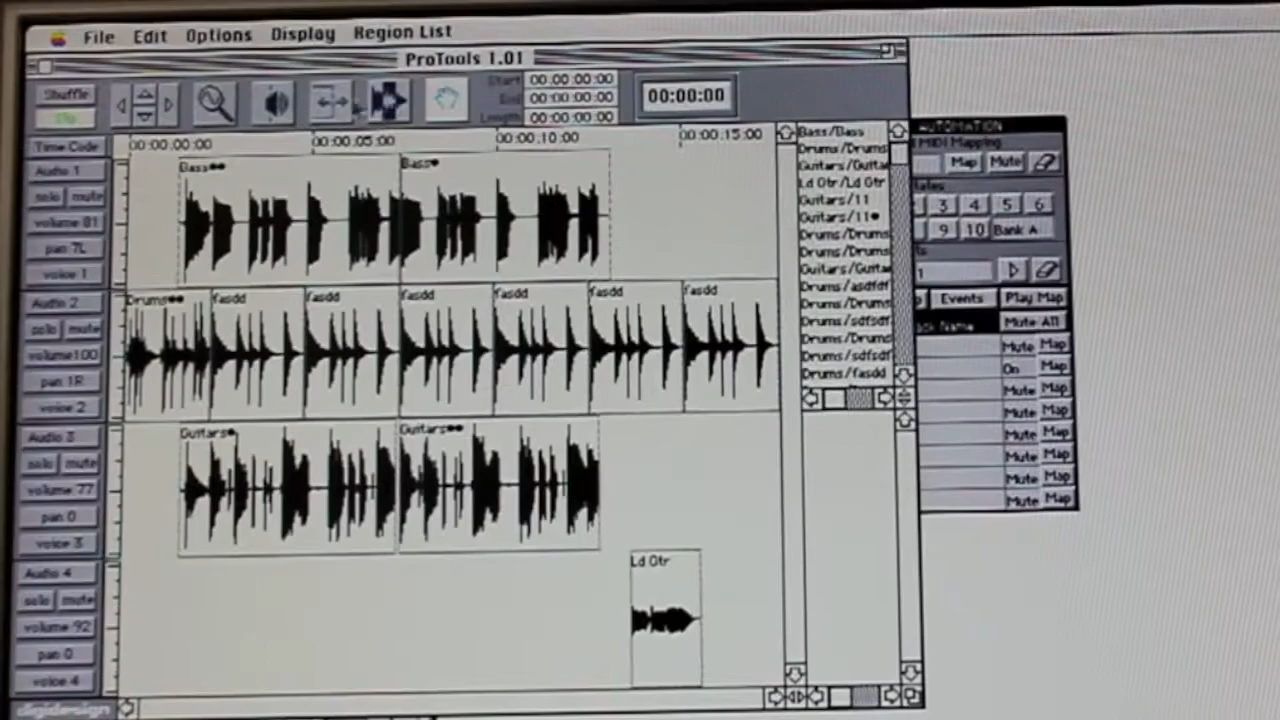 File Edit Options Display Region List
ProTools 1.01
Shuffle
Slip
Start 00:00:00:00
End 00:00:00:00
Length 00:00:00:00
00:00:00
Time Code 00:00:00:00 00:00:05:00 00:00:10:00 00:00:15:00
Audio 1
solo mute
volume 81
pan 7L
voice 1
Bass●● Bass●
Audio 2
solo mute
volume100
pan 1R
voice 2
Drums●● fasdd fasdd fasdd fasdd fasdd fasdd
Audio 3
solo mute
volume 77
pan 0
voice 3
Guitars● Guitars●●
Audio 4
solo mute
volume 92
pan 0
voice 4
Ld Gtr
digidesign
Bass/Bass
Drums/Drums
Guitars/Guitar
Ld Gtr/Ld Gtr
Guitars/11
Guitars/11●
Drums/Drums
Drums/Drums
Guitars/Guitar
Drums/asdfdf
Drums/Drums
Drums/sdfsdf
Drums/Drums
Drums/sdfsdf
Drums/fasdd
AUTOMATION
MIDI Mapping
Map Mute
3 4 5 6
9 10 Bank A
1
Events Play Map
Name Mute All
Mute Map
On Map
Mute Map
Mute Map
Mute Map
Mute Map
Mute Map
Mute Map